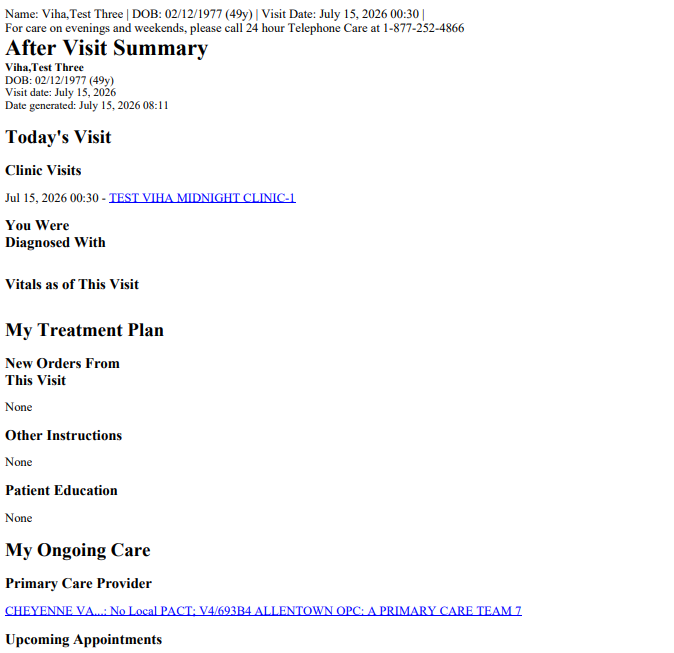 Name: Viha,Test Three | DOB: 02/12/1977 (49y) | Visit Date: July 15, 2026 00:30 |
For care on evenings and weekends, please call 24 hour Telephone Care at 1-877-252-4866
After Visit Summary
Viha,Test Three
DOB: 02/12/1977 (49y)
Visit date: July 15, 2026
Date generated: July 15, 2026 08:11
Today's Visit
Clinic Visits
Jul 15, 2026 00:30 - TEST VIHA MIDNIGHT CLINIC-1
You Were
Diagnosed With
Vitals as of This Visit
My Treatment Plan
New Orders From
This Visit
None
Other Instructions
None
Patient Education
None
My Ongoing Care
Primary Care Provider
CHEYENNE VA...: No Local PACT; V4/693B4 ALLENTOWN OPC: A PRIMARY CARE TEAM 7
Upcoming Appointments